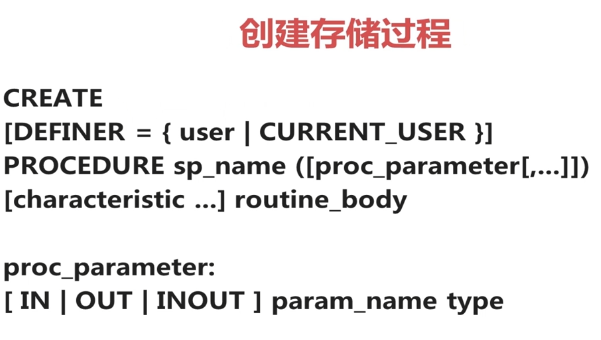 创建存储过程
CREATE
[DEFINER = { user | CURRENT_USER }]
PROCEDURE sp_name ([proc_parameter[,...]])
[characteristic ...] routine_body
proc_parameter:
[ IN | OUT | INOUT ] param_name type